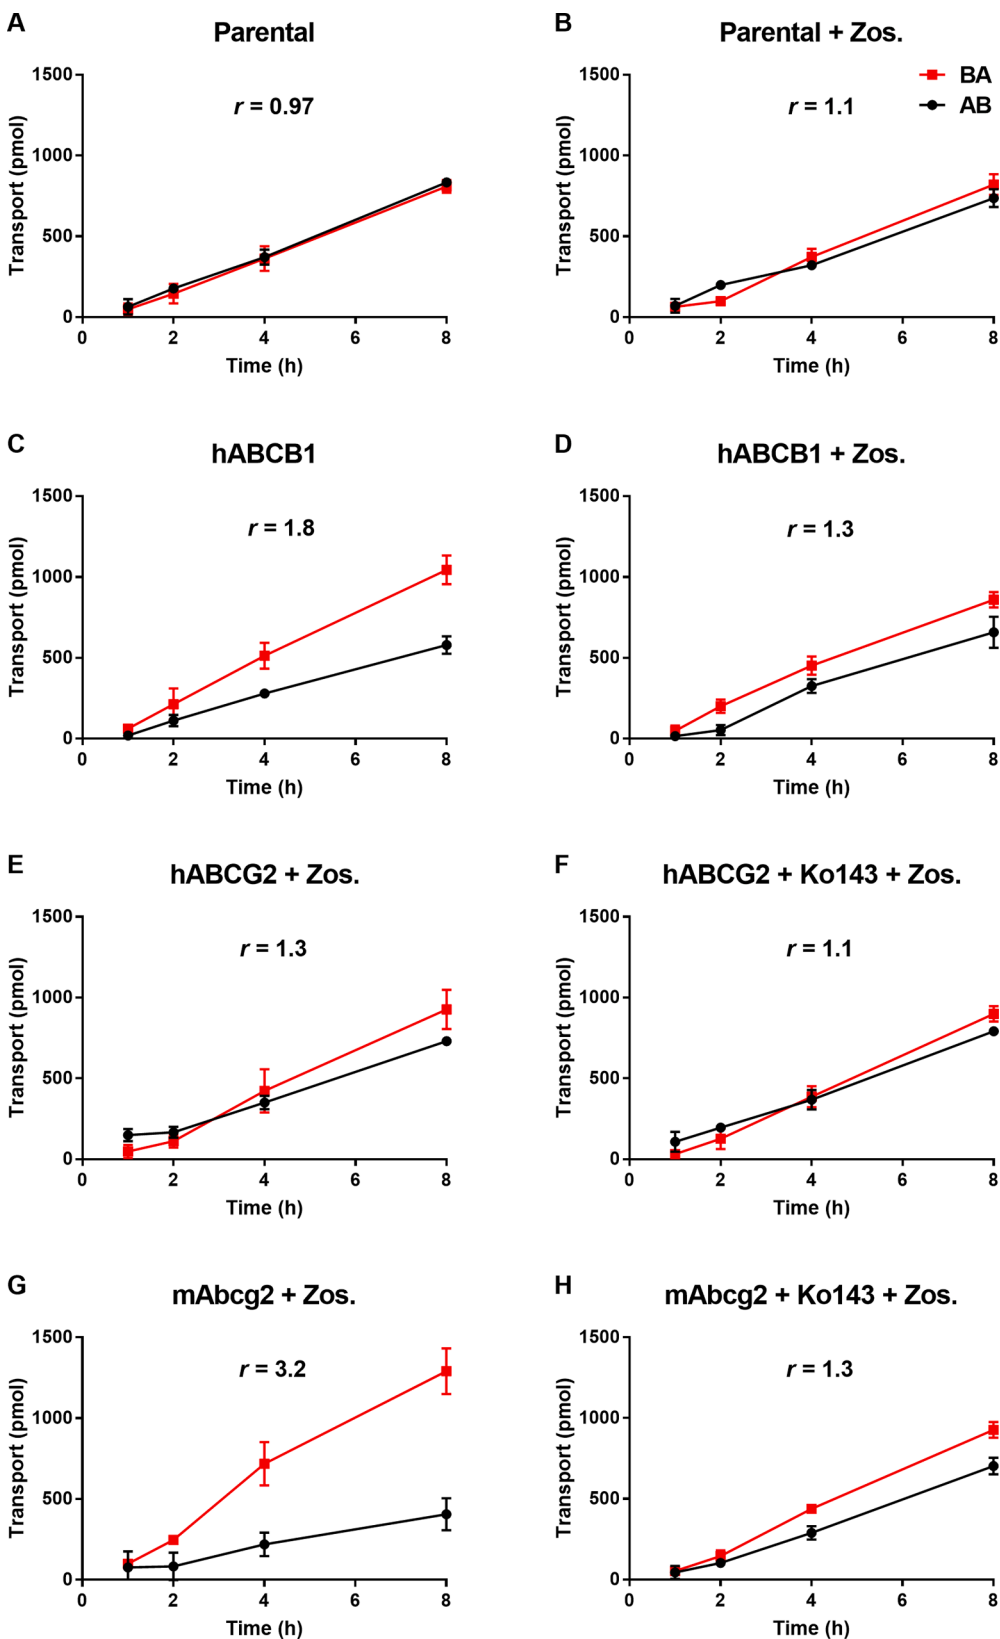 A
Parental
r = 0.97
Transport (pmol)
1500
1000
500
0
0
2
4
6
8
Time (h)
B
Parental + Zos.
BA
AB
r = 1.1
Transport (pmol)
1500
1000
500
0
0
2
4
6
8
Time (h)
C
hABCB1
r = 1.8
Transport (pmol)
1500
1000
500
0
0
2
4
6
8
Time (h)
D
hABCB1 + Zos.
r = 1.3
Transport (pmol)
1500
1000
500
0
0
2
4
6
8
Time (h)
E
hABCG2 + Zos.
r = 1.3
Transport (pmol)
1500
1000
500
0
0
2
4
6
8
Time (h)
F
hABCG2 + Ko143 + Zos.
r = 1.1
Transport (pmol)
1500
1000
500
0
0
2
4
6
8
Time (h)
G
mAbcg2 + Zos.
r = 3.2
Transport (pmol)
1500
1000
500
0
0
2
4
6
8
Time (h)
H
mAbcg2 + Ko143 + Zos.
r = 1.3
Transport (pmol)
1500
1000
500
0
0
2
4
6
8
Time (h)